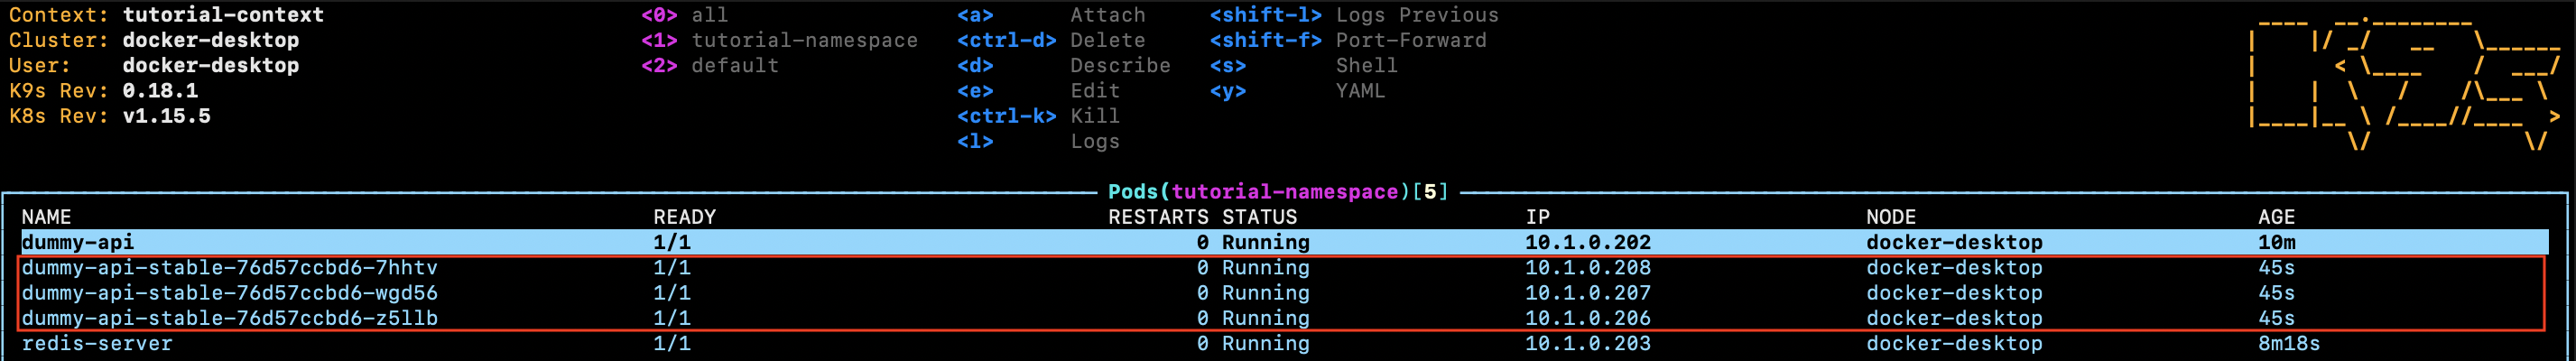 Context: tutorial-context <0> all <a> Attach <shift-l> Logs Previous
Cluster: docker-desktop <1> tutorial-namespace <ctrl-d> Delete <shift-f> Port-Forward
User: docker-desktop <2> default <d> Describe <s> Shell
K9s Rev: 0.18.1 <e> Edit <y> YAML
K8s Rev: v1.15.5 <ctrl-k> Kill
<l> Logs
Pods(tutorial-namespace)[5]
NAME READY RESTARTS STATUS IP NODE AGE
dummy-api 1/1 0 Running 10.1.0.202 docker-desktop 10m
dummy-api-stable-76d57ccbd6-7hhtv 1/1 0 Running 10.1.0.208 docker-desktop 45s
dummy-api-stable-76d57ccbd6-wgd56 1/1 0 Running 10.1.0.207 docker-desktop 45s
dummy-api-stable-76d57ccbd6-z5llb 1/1 0 Running 10.1.0.206 docker-desktop 45s
redis-server 1/1 0 Running 10.1.0.203 docker-desktop 8m18s